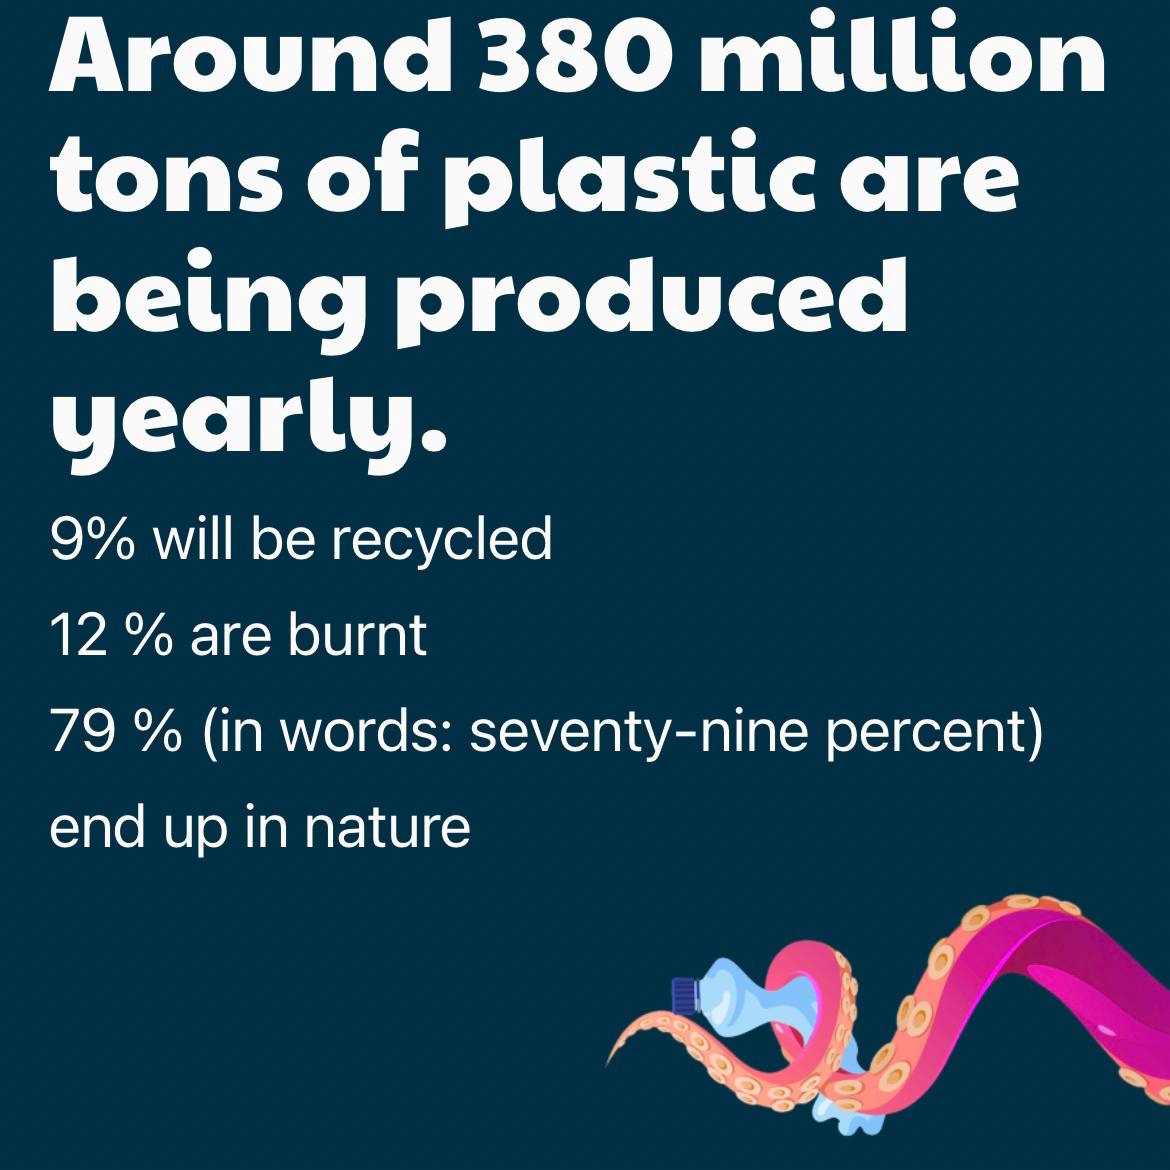 Around 380 million
tons of plastic are
being produced
yearly.
9% will be recycled
12 % are burnt
79 % (in words: seventy-nine percent)
end up in nature